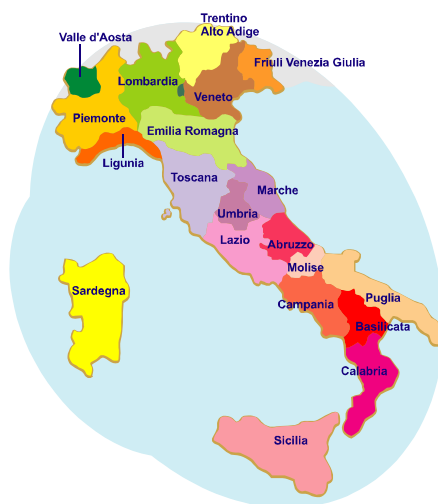 Trentino
Alto Adige
Valle d'Aosta
Friuli Venezia Giulia
Lombardia
Veneto
Piemonte
Emilia Romagna
Ligunia
Toscana
Marche
Umbria
Lazio
Abruzzo
Molise
Sardegna
Puglia
Campania
Basilicata
Calabria
Sicilia